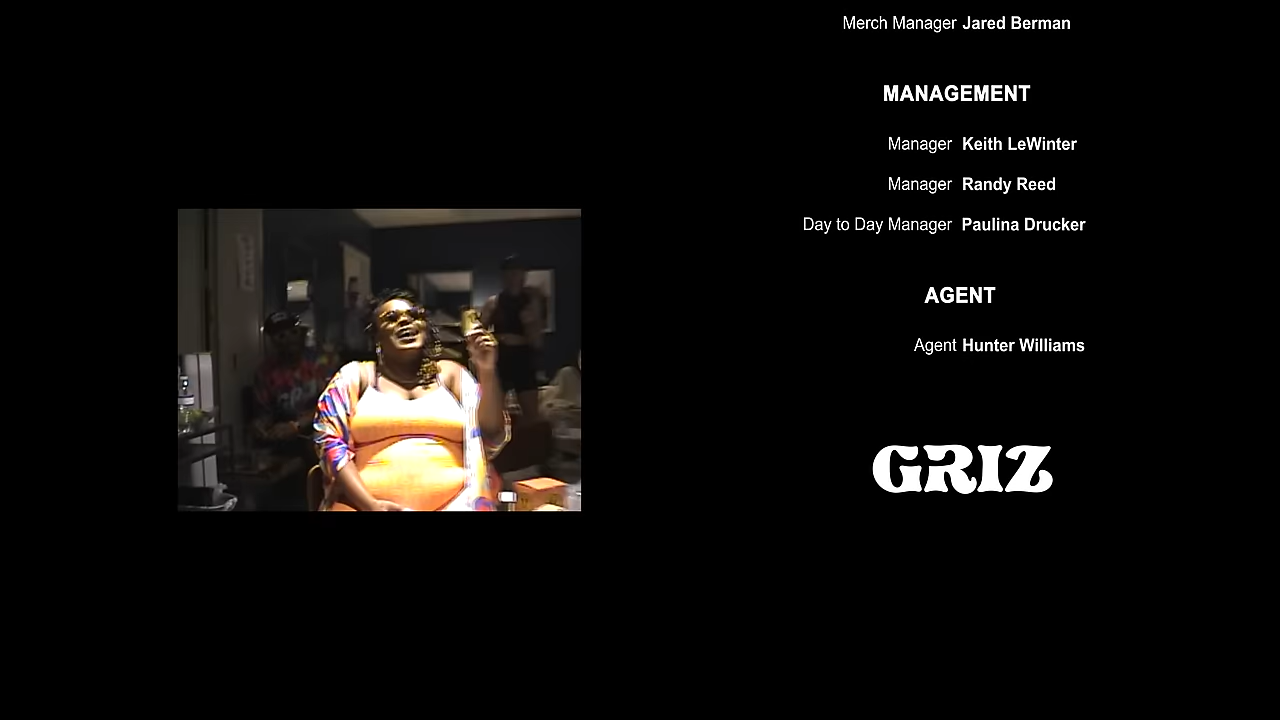 Merch Manager Jared Berman
MANAGEMENT
Manager Keith LeWinter
Manager Randy Reed
Day to Day Manager Paulina Drucker
AGENT
Agent Hunter Williams
GRIZ